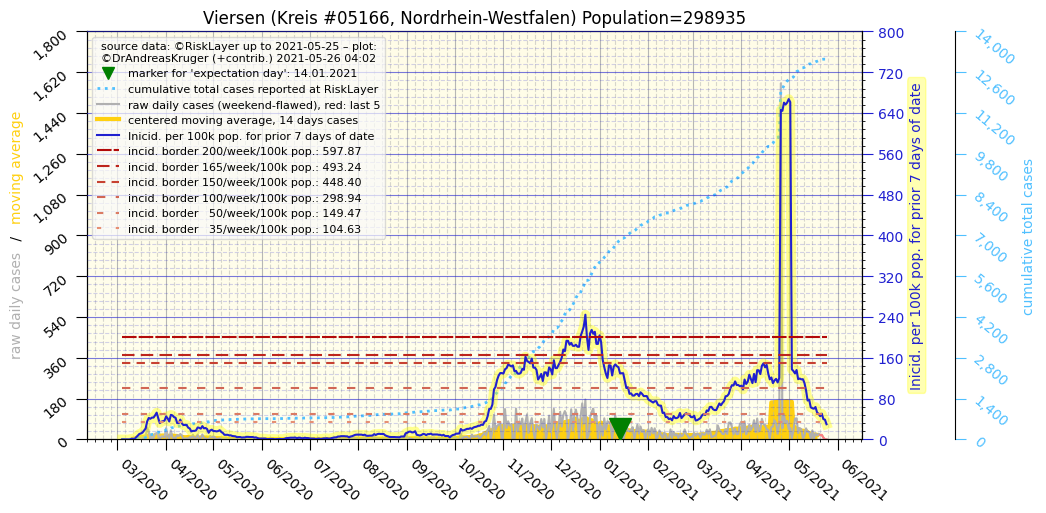 Viersen (Kreis #05166, Nordrhein-Westfalen) Population=298935
source data: ©RiskLayer up to 2021-05-25 – plot:
©DrAndreasKruger (+contrib.) 2021-05-26 04:02
marker for 'expectation day': 14.01.2021
cumulative total cases reported at RiskLayer
raw daily cases (weekend-flawed), red: last 5
centered moving average, 14 days cases
Inicid. per 100k pop. for prior 7 days of date
incid. border 200/week/100k pop.: 597.87
incid. border 165/week/100k pop.: 493.24
incid. border 150/week/100k pop.: 448.40
incid. border 100/week/100k pop.: 298.94
incid. border 50/week/100k pop.: 149.47
incid. border 35/week/100k pop.: 104.63
raw daily cases / moving average
1,800
1,620
1,440
1,260
1,080
900
720
540
360
180
0
03/2020
04/2020
05/2020
06/2020
07/2020
08/2020
09/2020
10/2020
11/2020
12/2020
01/2021
02/2021
03/2021
04/2021
05/2021
06/2021
800
720
640
560
480
400
320
240
160
80
0
Inicid. per 100k pop. for prior 7 days of date
14,000
12,600
11,200
9,800
8,400
7,000
5,600
4,200
2,800
1,400
0
cumulative total cases